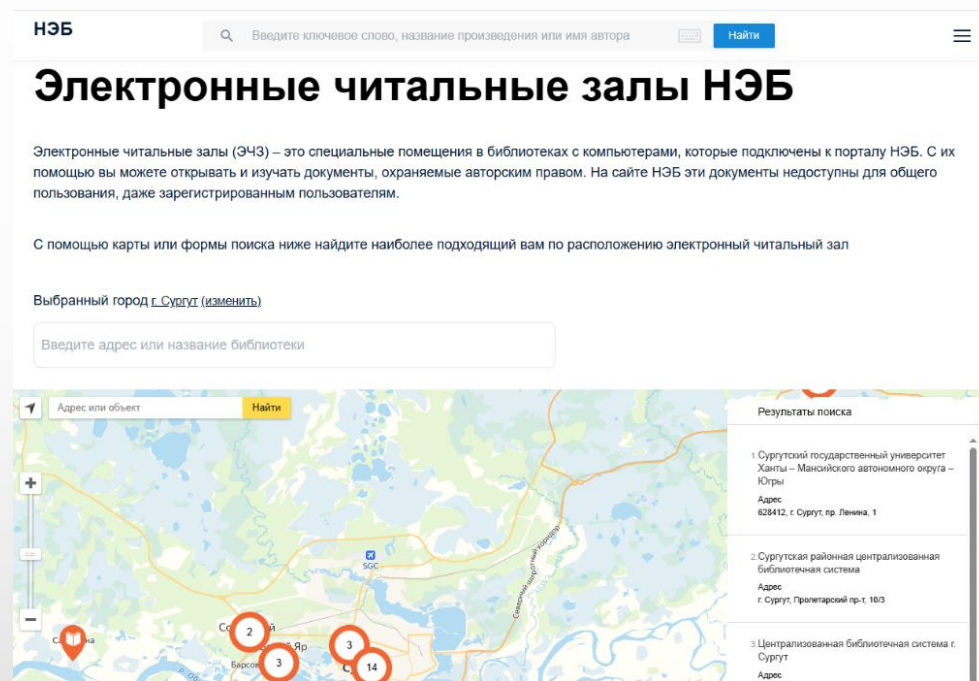 НЭБ
Введите ключевое слово, название произведения или имя автора
Найти
Электронные читальные залы НЭБ
Электронные читальные залы (ЭЧЗ) – это специальные помещения в библиотеках с компьютерами, которые подключены к порталу НЭБ. С их
помощью вы можете открывать и изучать документы, охраняемые авторским правом. На сайте НЭБ эти документы недоступны для общего
пользования, даже зарегистрированным пользователям.
С помощью карты или формы поиска ниже найдите наиболее подходящий вам по расположению электронный читальный зал
Выбранный город г. Сургут (изменить)
Введите адрес или название библиотеки
Адрес или объект
Найти
SGC
Северный широтный коридор
2
3
3
14
Барсов
Яр
Результаты поиска
1. Сургутский государственный университет
Ханты – Мансийского автономного округа –
Югры
Адрес
628412, г. Сургут, пр. Ленина, 1
2. Сургутская районная централизованная
библиотечная система
Адрес
г. Сургут, Пролетарский пр-т, 10/3
3. Централизованная библиотечная система г.
Сургут
Адрес